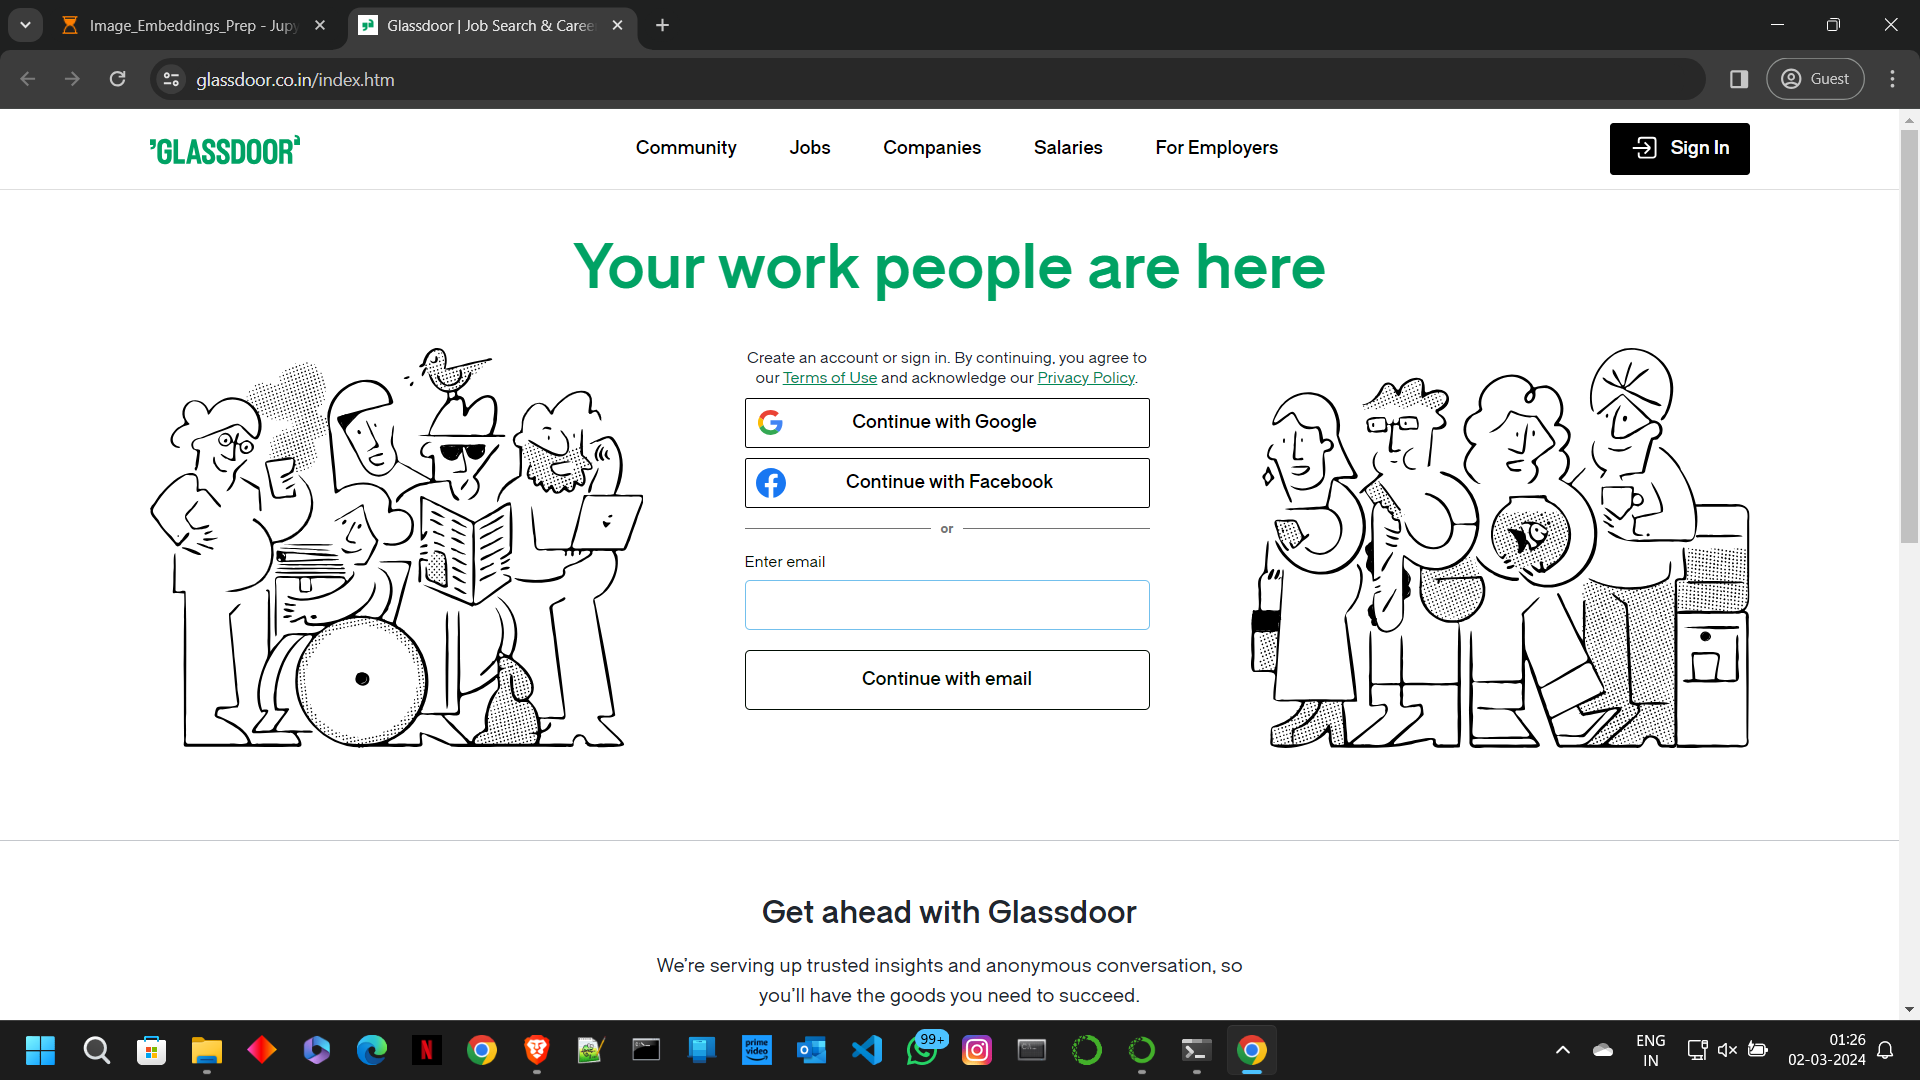 Image_Embeddings_Prep - Jupy
Glassdoor | Job Search & Caree
glassdoor.co.in/index.htm
Guest
GLASSDOOR
Community
Jobs
Companies
Salaries
For Employers
Sign In
Your work people are here
Create an account or sign in. By continuing, you agree to
our Terms of Use and acknowledge our Privacy Policy.
Continue with Google
Continue with Facebook
or
Enter email
Continue with email
Get ahead with Glassdoor
We're serving up trusted insights and anonymous conversation, so
you'll have the goods you need to succeed.
prime
video
99+
ENG
IN
01:26
02-03-2024